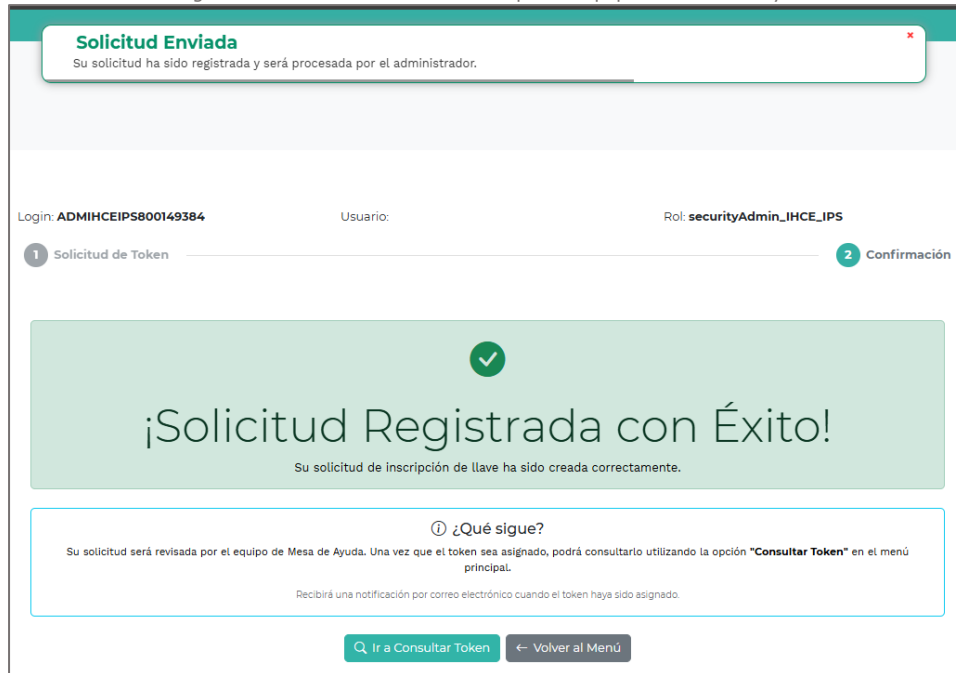 Solicitud Enviada
Su solicitud ha sido registrada y será procesada por el administrador.
Login: ADMIHCEIPS800149384 Usuario: Rol: securityAdmin_IHCE_IPS
1 Solicitud de Token 2 Confirmación
¡Solicitud Registrada con Éxito!
Su solicitud de inscripción de llave ha sido creada correctamente.
¿Qué sigue?
Su solicitud será revisada por el equipo de Mesa de Ayuda. Una vez que el token sea asignado, podrá consultarlo utilizando la opción "Consultar Token" en el menú
principal.
Recibirá una notificación por correo electrónico cuando el token haya sido asignado.
Ir a Consultar Token ← Volver al Menú